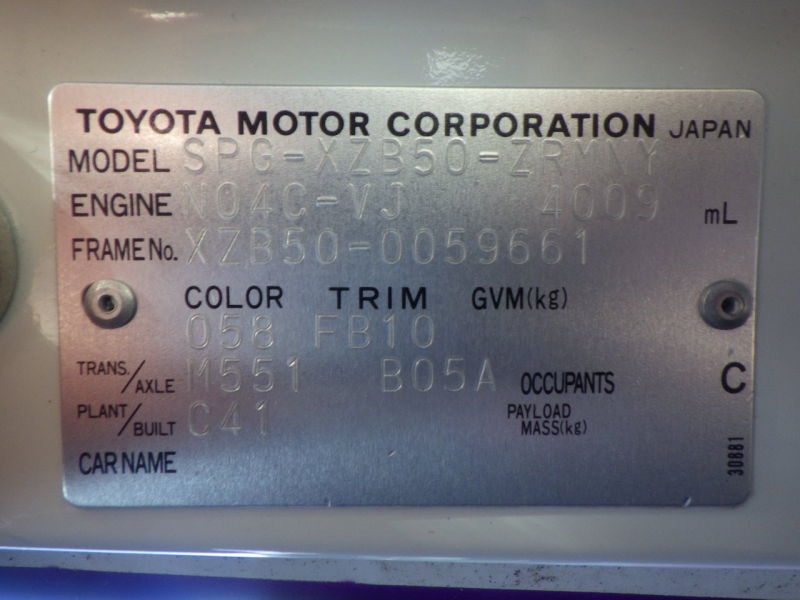 TOYOTA MOTOR CORPORATION JAPAN
MODEL SPG-XZB50-ZRMNY
ENGINE N04C-VJ 4009 mL
FRAME No. XZB50-0059661
COLOR TRIM GVM(kg)
058 FB10
TRANS./AXLE M551 B05A OCCUPANTS C
PLANT/BUILT C41 PAYLOAD MASS(kg)
CAR NAME
30881